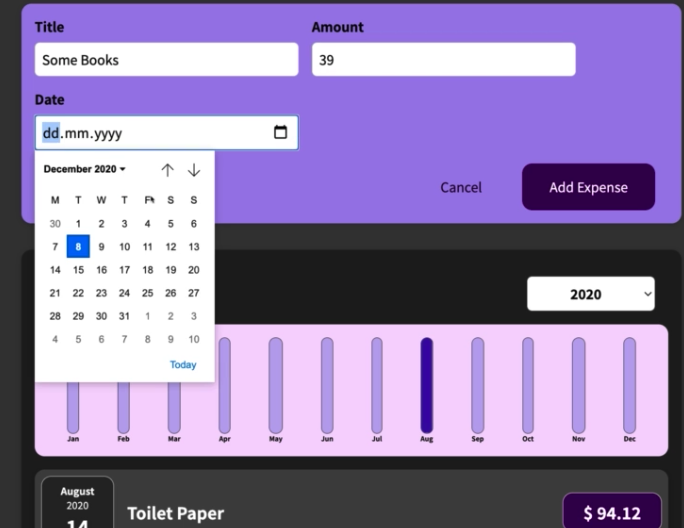 Title Amount
Some Books 39
Date
dd.mm.yyyy
December 2020
M T W T F S S
30 1 2 3 4 5 6
7 8 9 10 11 12 13
14 15 16 17 18 19 20
21 22 23 24 25 26 27
28 29 30 31 1 2 3
4 5 6 7 8 9 10
Today
Cancel Add Expense
2020
Jan Feb Mar Apr May Jun Jul Aug Sep Oct Nov Dec
August
2020
14
Toilet Paper $ 94.12